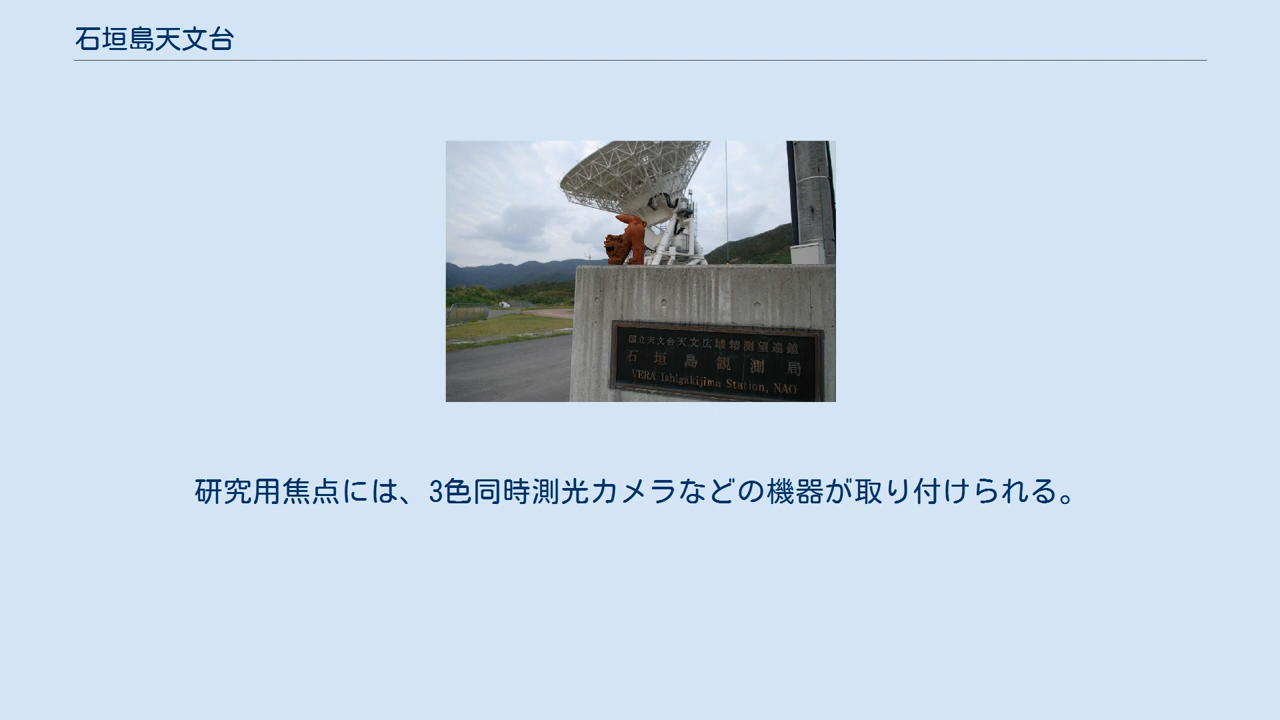 石垣島天文台
国立天文台天文広域精測望遠鏡
石垣島観測局
VERA Ishigakijima Station, NAO
研究用焦点には、3色同時測光カメラなどの機器が取り付けられる。